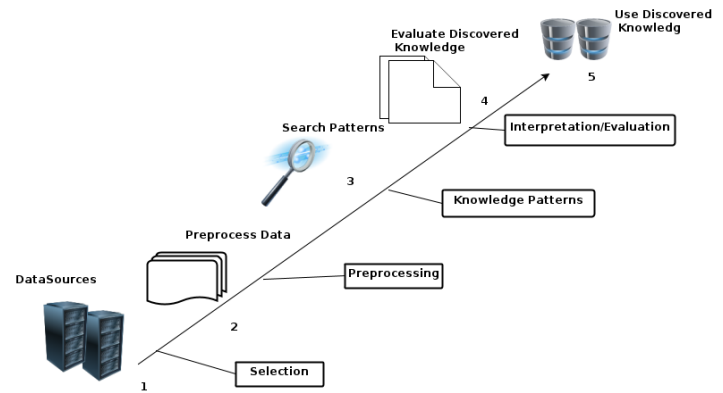 Use Discovered
Knowledg
Evaluate Discovered
Knowledge
5
4
Interpretation/Evaluation
Search Patterns
3
Knowledge Patterns
Preprocess Data
Preprocessing
DataSources
2
Selection
1